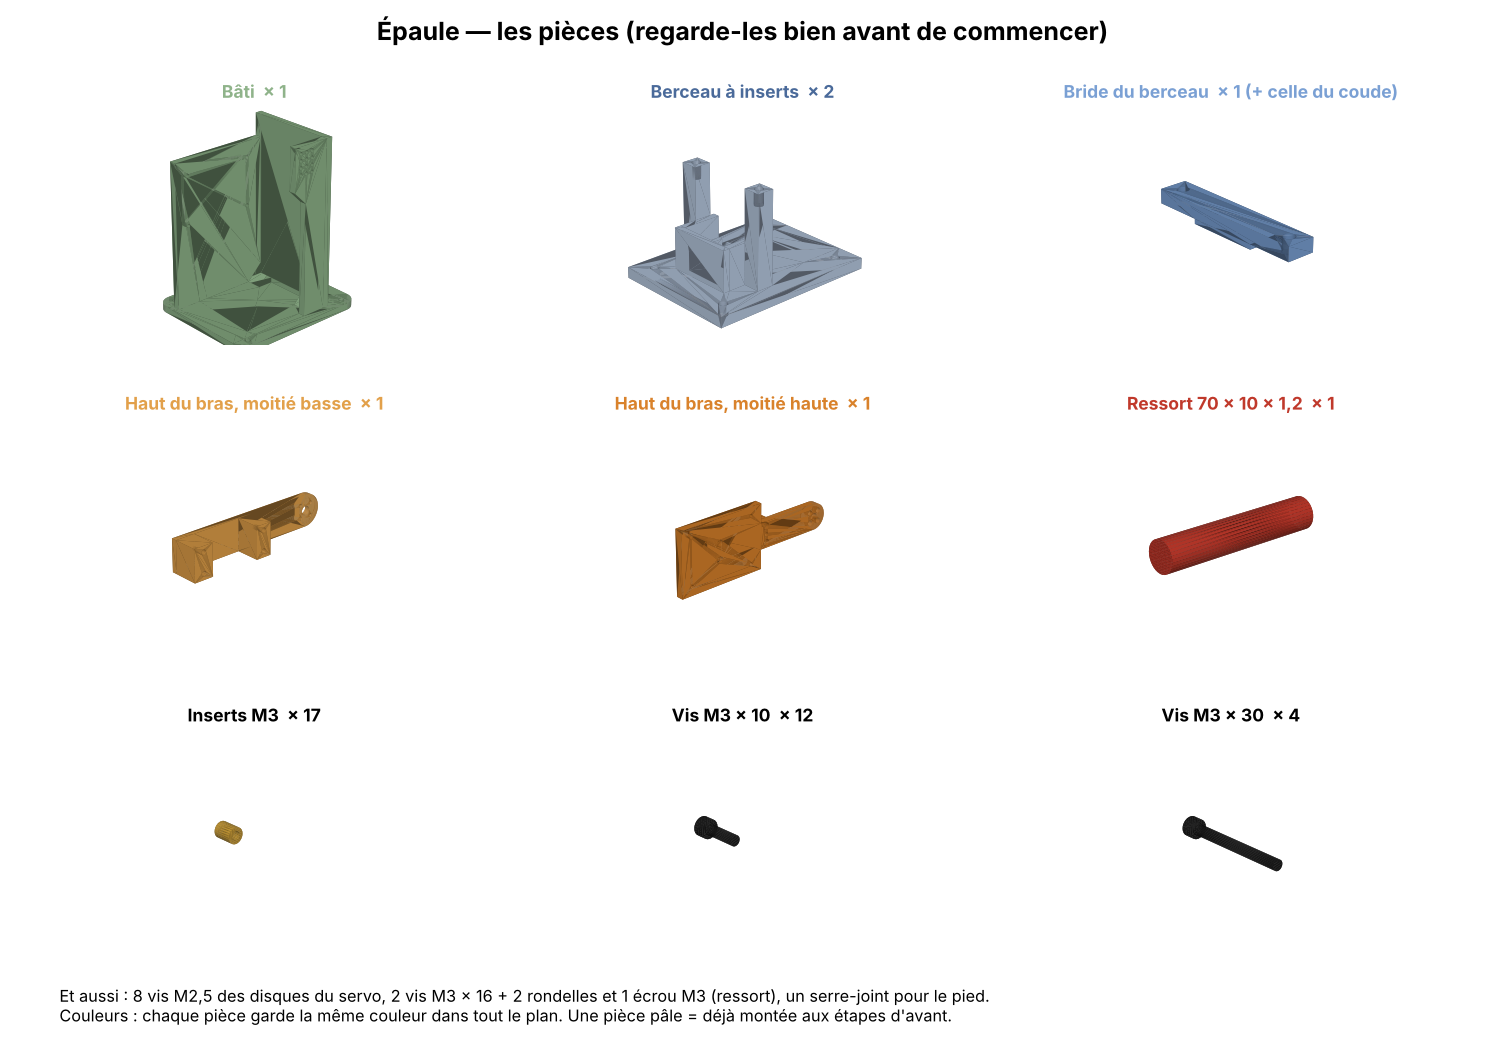 Épaule — les pièces (regarde-les bien avant de commencer)
Bâti × 1
Berceau à inserts × 2
Bride du berceau × 1 (+ celle du coude)
Haut du bras, moitié basse × 1
Haut du bras, moitié haute × 1
Ressort 70 × 10 × 1,2 × 1
Inserts M3 × 17
Vis M3 × 10 × 12
Vis M3 × 30 × 4
Et aussi : 8 vis M2,5 des disques du servo, 2 vis M3 × 16 + 2 rondelles et 1 écrou M3 (ressort), un serre-joint pour le pied.
Couleurs : chaque pièce garde la même couleur dans tout le plan. Une pièce pâle = déjà montée aux étapes d'avant.